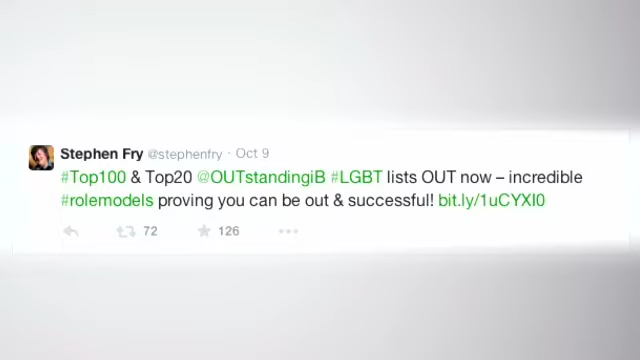 Stephen Fry @stephenfry · Oct 9
#Top100 & Top20 @OUTstandingiB #LGBT lists OUT now – incredible
#rolemodels proving you can be out & successful! bit.ly/1uCYXI0
72 126